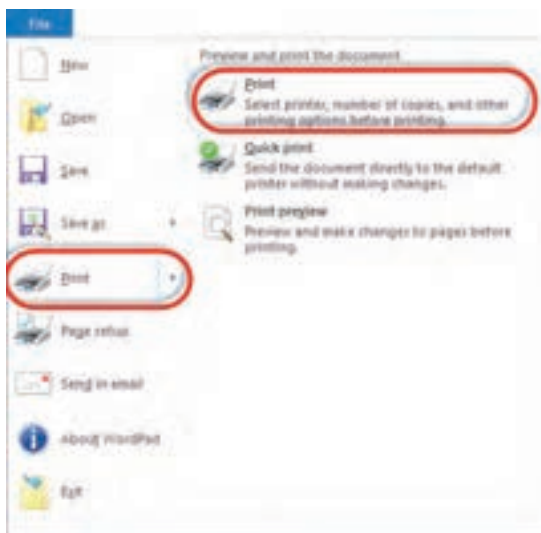 File
New
Open
Save
Save as
Print
Page setup
Send in email
About WordPad
Exit
Preview and print the document
Print
Select printer, number of copies, and other
printing options before printing.
Quick print
Send the document directly to the default
printer without making changes.
Print preview
Preview and make changes to pages before
printing.